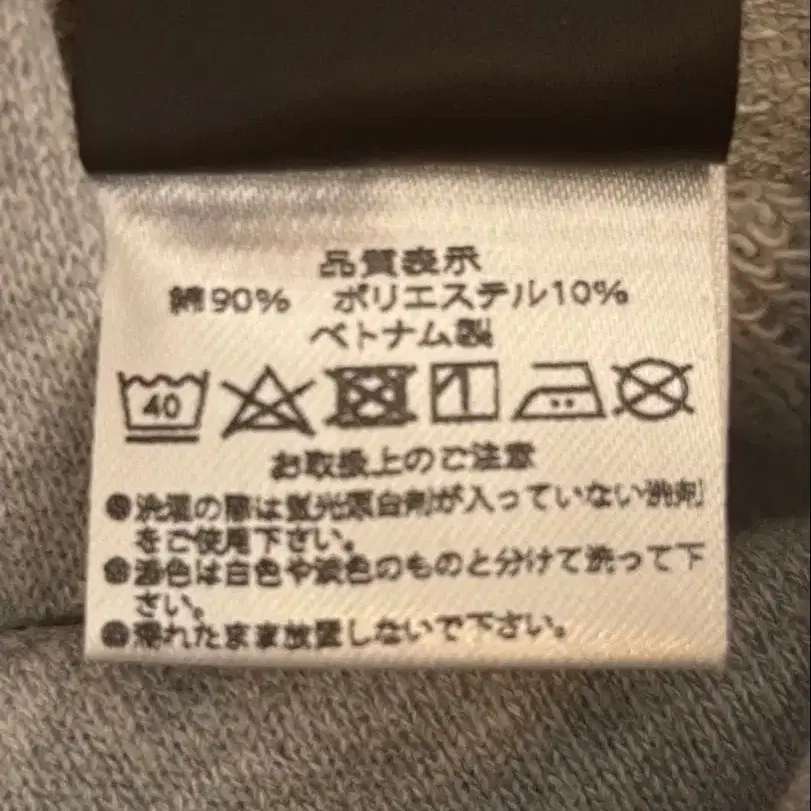 品質表示
綿90% ポリエステル10%
ベトナム製
40
お取扱上のご注意
●洗濯の際は蛍光漂白剤が入っていない洗剤
をご使用下さい。
●濃色は白色や淡色のものと分けて洗って下
さい。
●濡れたまま放置しないで下さい。